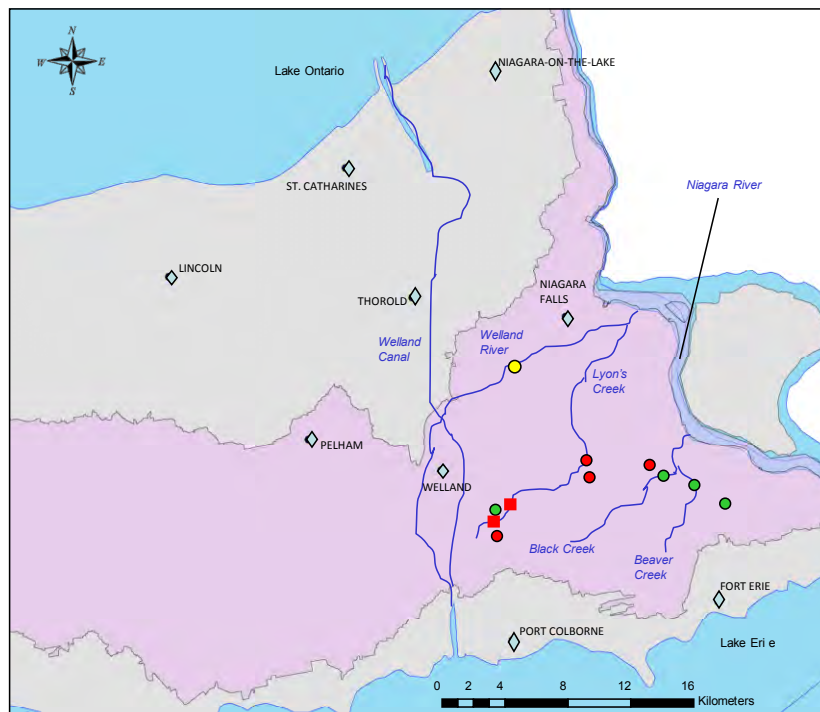 N
W E
S
Lake Ontario
NIAGARA-ON-THE-LAKE
ST. CATHARINES
Niagara River
LINCOLN
THOROLD
NIAGARA
FALLS
Welland
Canal
Welland
River
Lyon's
Creek
PELHAM
WELLAND
Black Creek
Beaver
Creek
FORT ERIE
PORT COLBORNE
Lake Eri e
0 2 4 8 12 16
Kilometers